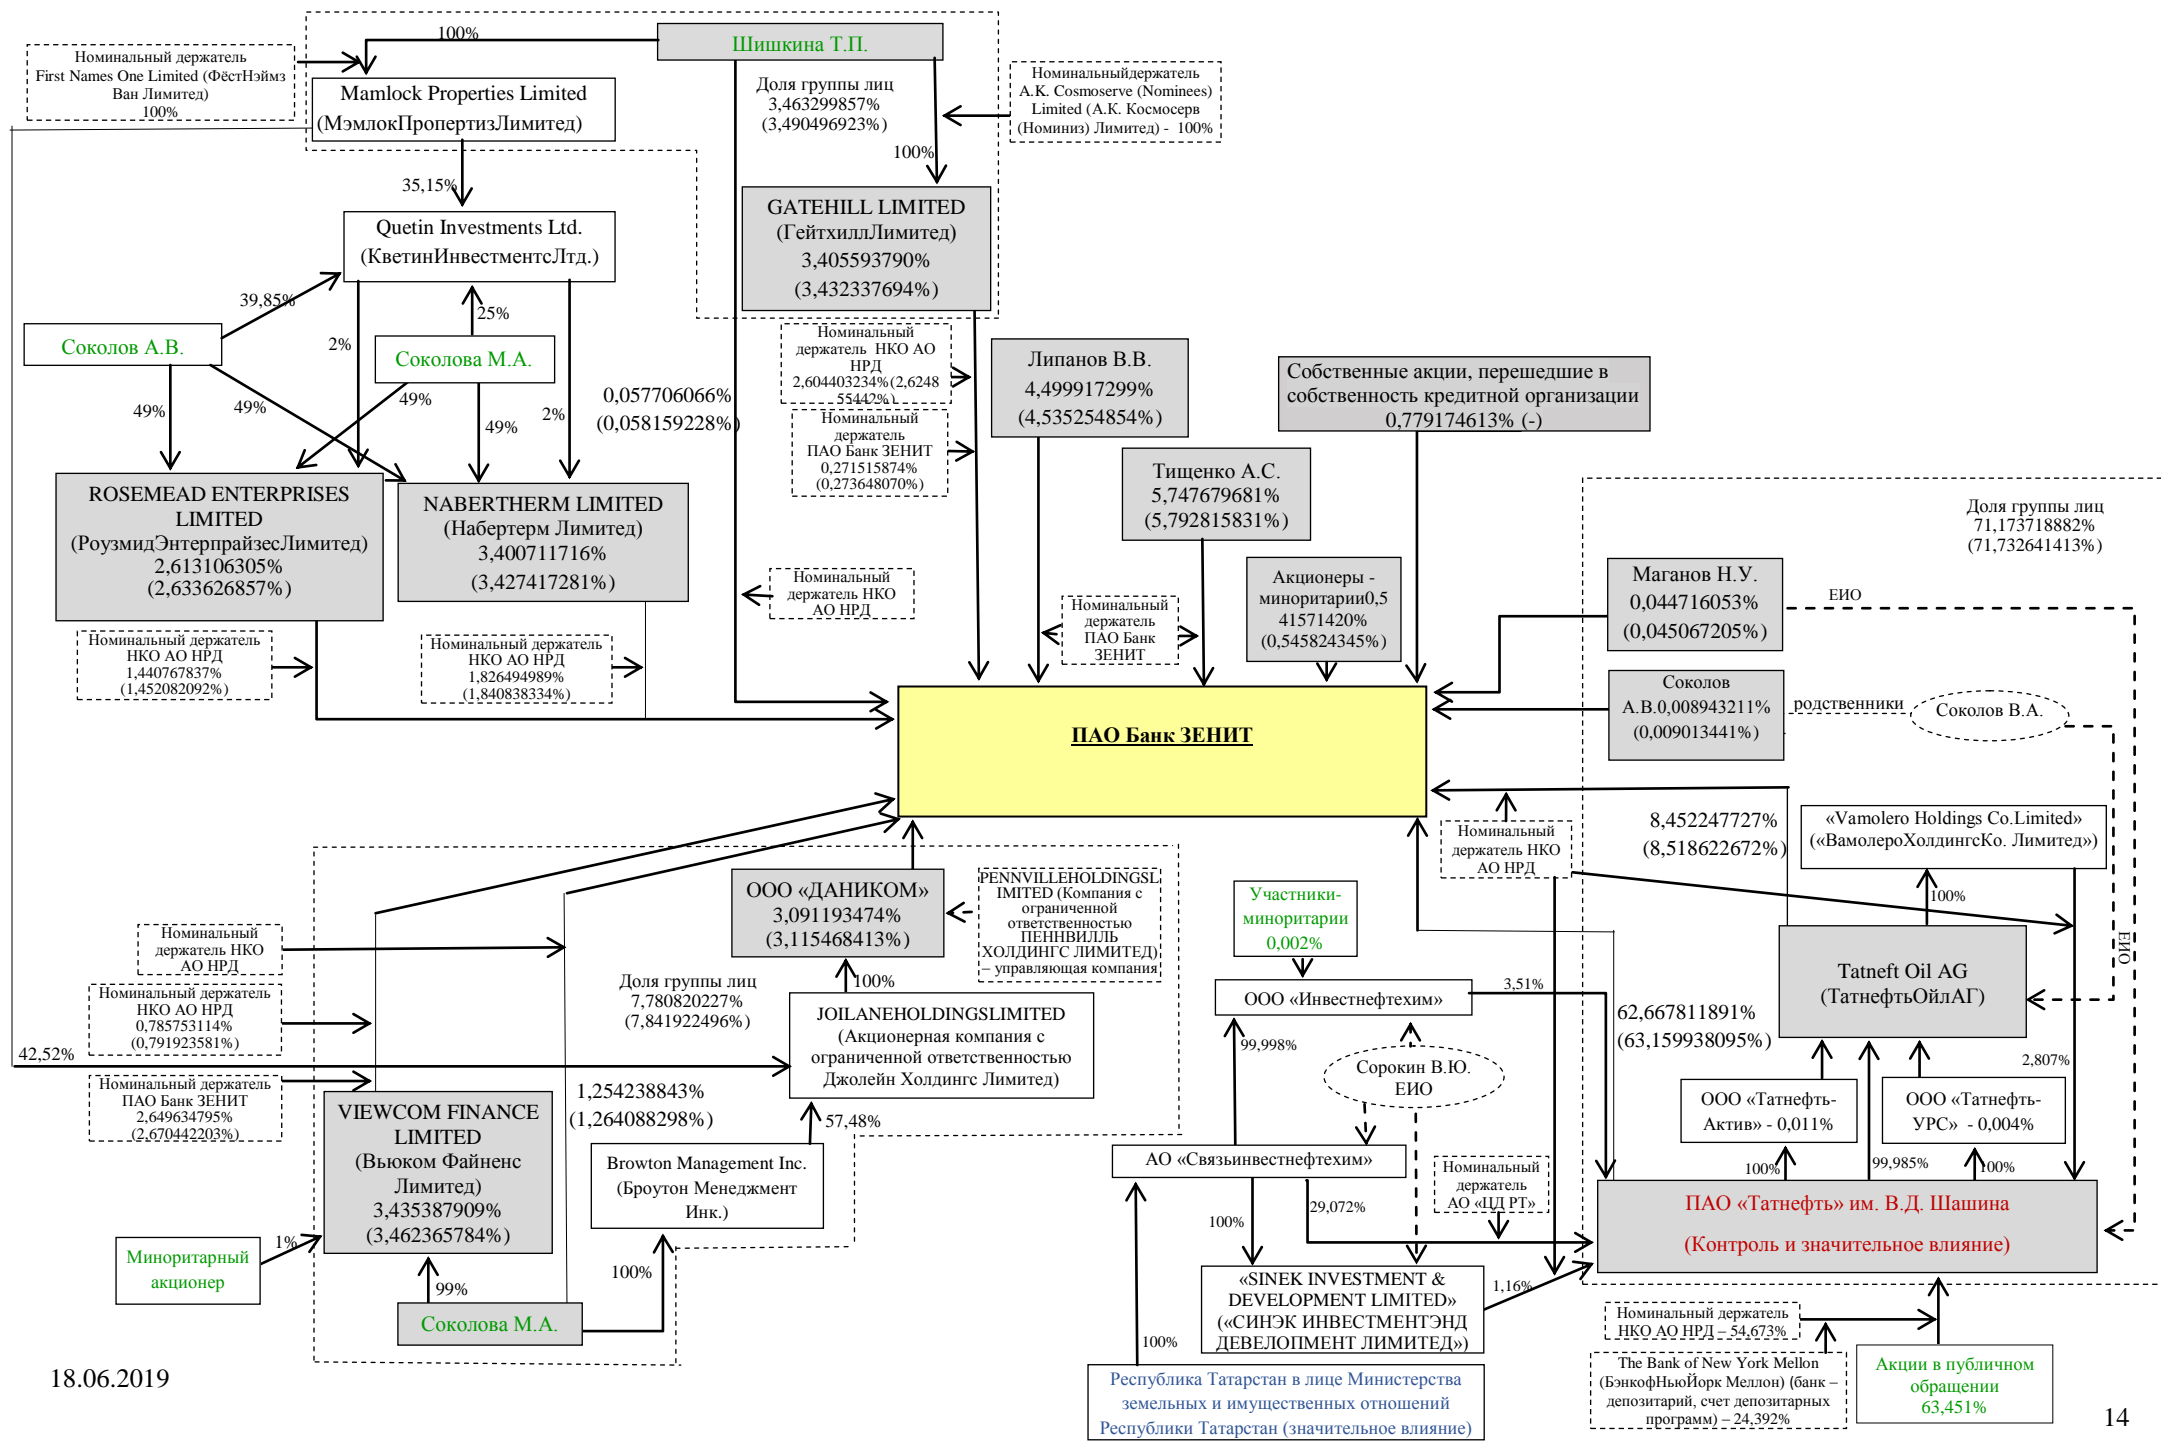 Номинальный держатель
First Names One Limited (ФёстНэймз
Ван Лимитед)
100%
100%
Шишкина Т.П.
Mamlock Properties Limited
(МэмлокПропертизЛимитед)
Доля группы лиц
3,463299857%
(3,490496923%)
Номинальныйдержатель
A.K. Cosmoserve (Nominees)
Limited (А.К. Космосерв
(Номиниз) Лимитед) - 100%
100%
35,15%
GATEHILL LIMITED
(ГейтхиллЛимитед)
3,405593790%
(3,432337694%)
Quetin Investments Ltd.
(КветинИнвестментсЛтд.)
39,85%
25%
Соколов А.В.
2%
Соколова М.А.
49%
49%
49%
49%
2%
0,057706066%
(0,058159228%)
Номинальный
держатель НКО АО
НРД
2,604403234%(2,6248
55442%)
Номинальный
держатель
ПАО Банк ЗЕНИТ
0,271515874%
(0,273648070%)
Липанов В.В.
4,499917299%
(4,535254854%)
Собственные акции, перешедшие в
собственность кредитной организации
0,779174613% (-)
Тищенко А.С.
5,747679681%
(5,792815831%)
ROSEMEAD ENTERPRISES
LIMITED
(РоузмидЭнтерпрайзесЛимитед)
2,613106305%
(2,633626857%)
NABERTHERM LIMITED
(Набертерм Лимитед)
3,400711716%
(3,427417281%)
Доля группы лиц
71,173718882%
(71,732641413%)
Номинальный
держатель НКО
АО НРД
Номинальный
держатель
ПАО Банк
ЗЕНИТ
Акционеры -
миноритарии0,5
41571420%
(0,545824345%)
Маганов Н.У.
0,044716053%
(0,045067205%)
ЕИО
Номинальный держатель
НКО АО НРД
1,440767837%
(1,452082092%)
Номинальный держатель
НКО АО НРД
1,826494989%
(1,840838334%)
Соколов
А.В.0,008943211%
(0,009013441%)
родственники
Соколов В.А.
ПАО Банк ЗЕНИТ
8,452247727%
(8,518622672%)
«Vamolero Holdings Co.Limited»
(«ВамолероХолдингсКо. Лимитед»)
Номинальный
держатель НКО
АО НРД
100%
ООО «ДАНИКОМ»
3,091193474%
(3,115468413%)
PENNVILLEHOLDINGSL
IMITED (Компания с
ограниченной
ответственностью
ПЕННВИЛЛЬ
ХОЛДИНГС ЛИМИТЕД)
– управляющая компания
Участники-
миноритарии
0,002%
Номинальный
держатель НКО
АО НРД
ЕИО
Tatneft Oil AG
(ТатнефтьОйлАГ)
Доля группы лиц
7,780820227%
(7,841922496%)
100%
Номинальный держатель
НКО АО НРД
0,785753114%
(0,791923581%)
JOILANEHOLDINGSLIMITED
(Акционерная компания с
ограниченной ответственностью
Джолейн Холдингс Лимитед)
ООО «Инвестнефтехим»
3,51%
62,667811891%
(63,159938095%)
42,52%
99,998%
Сорокин В.Ю.
ЕИО
2,807%
Номинальный держатель
ПАО Банк ЗЕНИТ
2,649634795%
(2,670442203%)
1,254238843%
(1,264088298%)
ООО «Татнефть-
Актив» - 0,011%
ООО «Татнефть-
УРС» - 0,004%
VIEWCOM FINANCE
LIMITED
(Вьюком Файненс
Лимитед)
3,435387909%
(3,462365784%)
57,48%
Browton Management Inc.
(Броутон Менеджмент
Инк.)
АО «Связьинвестнефтехим»
Номинальный
держатель
АО «ЦД РТ»
100%
99,985%
100%
29,072%
100%
ПАО «Татнефть» им. В.Д. Шашина
(Контроль и значительное влияние)
Миноритарный
акционер
1%
99%
100%
Соколова М.А.
«SINEK INVESTMENT &
DEVELOPMENT LIMITED»
(«СИНЭК ИНВЕСТМЕНТЭНД
ДЕВЕЛОПМЕНТ ЛИМИТЕД»)
1,16%
100%
Номинальный держатель
НКО АО НРД – 54,673%
The Bank of New York Mellon
(БэнкофНьюЙорк Меллон) (банк –
депозитарий, счет депозитарных
программ) – 24,392%
Акции в публичном
обращении
63,451%
Республика Татарстан в лице Министерства
земельных и имущественных отношений
Республики Татарстан (значительное влияние)
18.06.2019
14